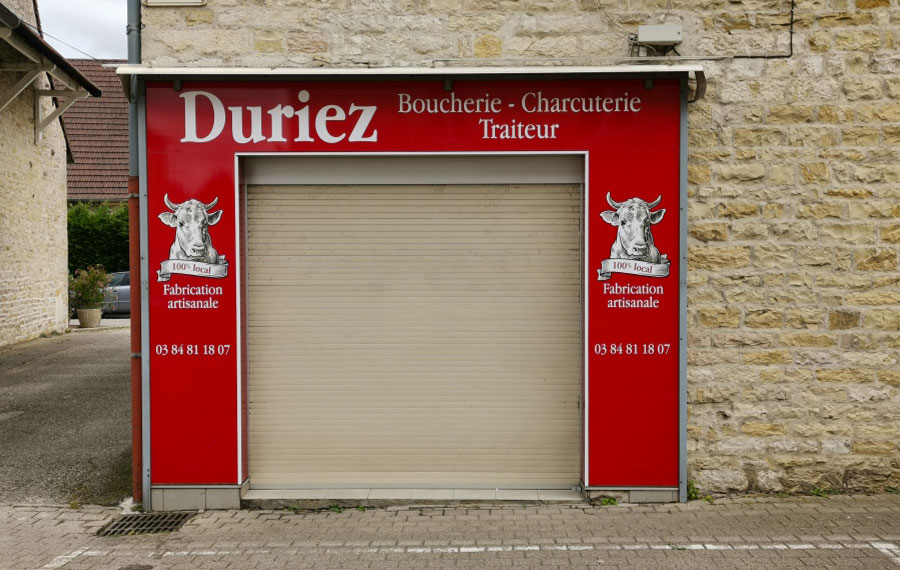 Duriez
Boucherie - Charcuterie
Traiteur
100% local
Fabrication
artisanale
03 84 81 18 07
100% local
Fabrication
artisanale
03 84 81 18 07